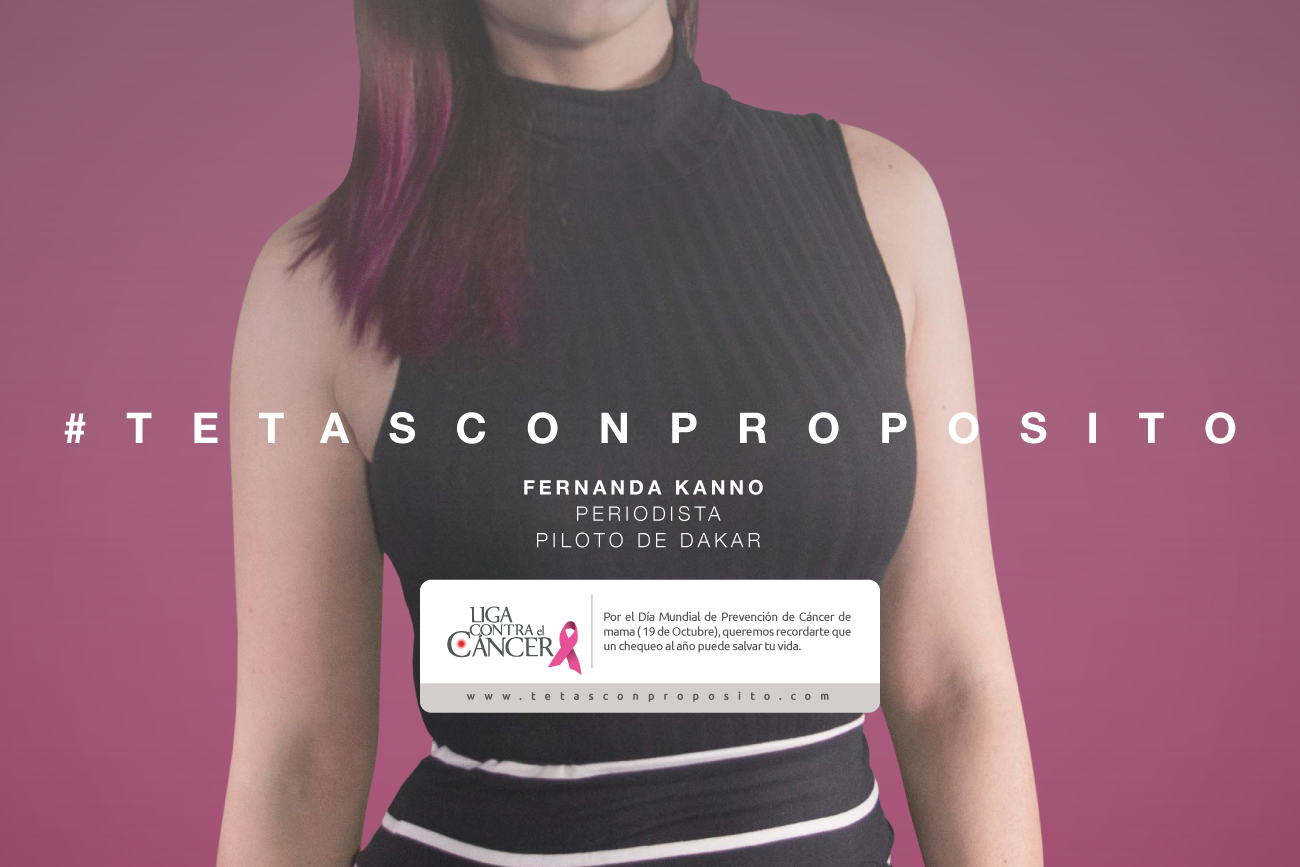 #TETASCONPROPOSITO
FERNANDA KANNO
PERIODISTA
PILOTO DE DAKAR
LIGA
CONTRA el
CÁNCER
Por el Día Mundial de Prevención de Cáncer de
mama ( 19 de Octubre), queremos recordarte que
un chequeo al año puede salvar tu vida.
www.tetasconproposito.com